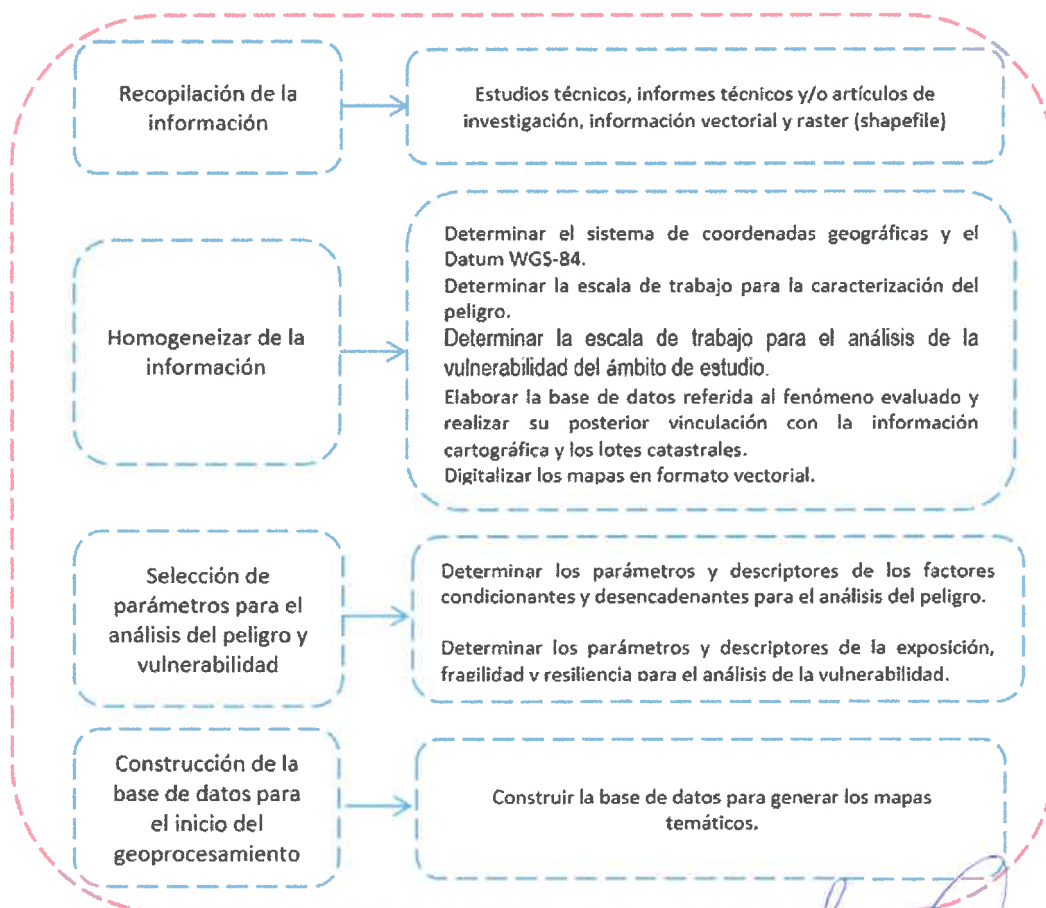 Recopilación de la
información
Estudios técnicos, informes técnicos y/o artículos de
investigación, información vectorial y raster (shapefile)
Homogeneizar de la
información
Determinar el sistema de coordenadas geográficas y el
Datum WGS-84.
Determinar la escala de trabajo para la caracterización del
peligro.
Determinar la escala de trabajo para el análisis de la
vulnerabilidad del ámbito de estudio.
Elaborar la base de datos referida al fenómeno evaluado y
realizar su posterior vinculación con la información
cartográfica y los lotes catastrales.
Digitalizar los mapas en formato vectorial.
Selección de
parámetros para el
análisis del peligro y
vulnerabilidad
Determinar los parámetros y descriptores de los factores
condicionantes y desencadenantes para el análisis del peligro.
Determinar los parámetros y descriptores de la exposición,
fragilidad y resiliencia para el análisis de la vulnerabilidad.
Construcción de la
base de datos para
el inicio del
geoprocesamiento
Construir la base de datos para generar los mapas
temáticos.